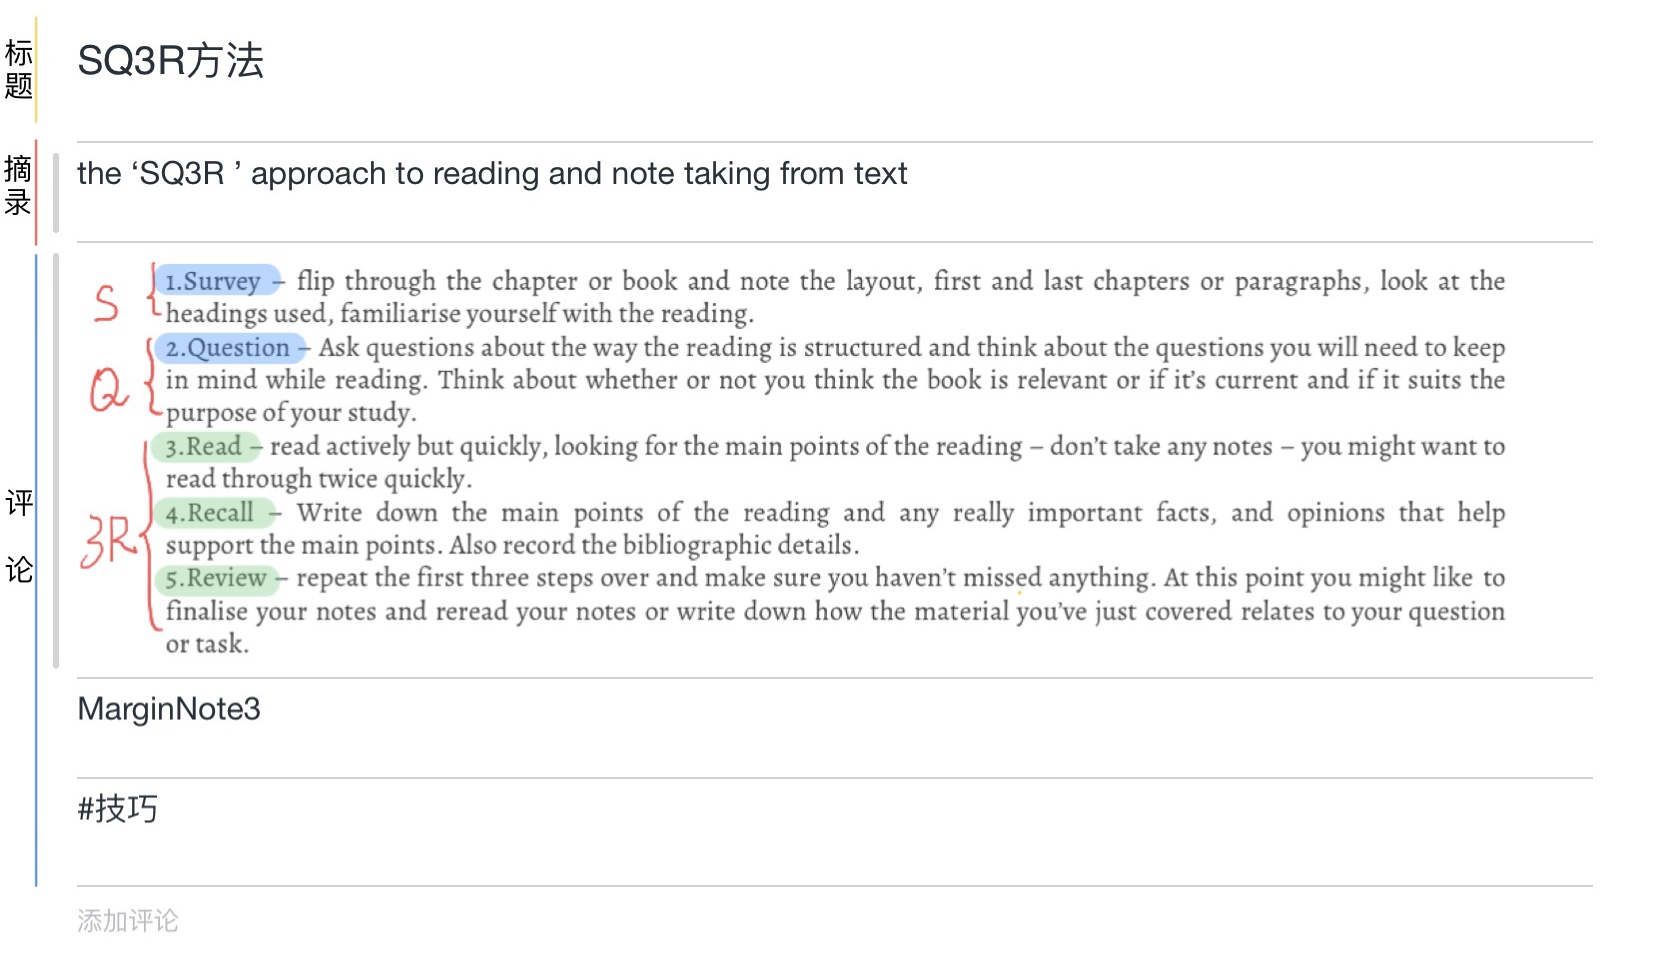 标题
SQ3R方法
摘录
the ‘SQ3R ’ approach to reading and note taking from text
评论
S
1.Survey – flip through the chapter or book and note the layout, first and last chapters or paragraphs, look at the
headings used, familiarise yourself with the reading.
Q
2.Question – Ask questions about the way the reading is structured and think about the questions you will need to keep
in mind while reading. Think about whether or not you think the book is relevant or if it’s current and if it suits the
purpose of your study.
3R
3.Read – read actively but quickly, looking for the main points of the reading – don’t take any notes – you might want to
read through twice quickly.
4.Recall – Write down the main points of the reading and any really important facts, and opinions that help
support the main points. Also record the bibliographic details.
5.Review – repeat the first three steps over and make sure you haven’t missed anything. At this point you might like to
finalise your notes and reread your notes or write down how the material you’ve just covered relates to your question
or task.
MarginNote3
#技巧
添加评论